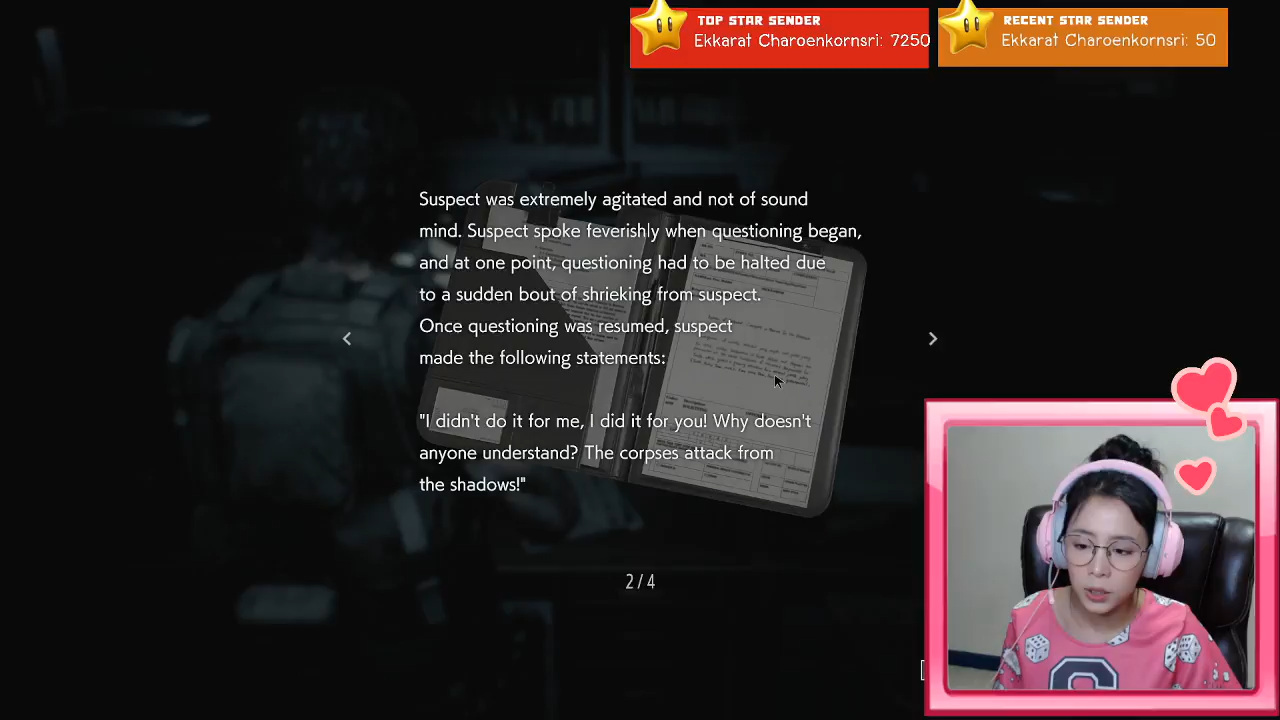 TOP STAR SENDER
Ekkarat Charoenkornsri: 7250
RECENT STAR SENDER
Ekkarat Charoenkornsri: 50
Suspect was extremely agitated and not of sound
mind. Suspect spoke feverishly when questioning began,
and at one point, questioning had to be halted due
to a sudden bout of shrieking from suspect.
Once questioning was resumed, suspect
made the following statements:
"I didn't do it for me, I did it for you! Why doesn't
anyone understand? The corpses attack from
the shadows!"
2 / 4